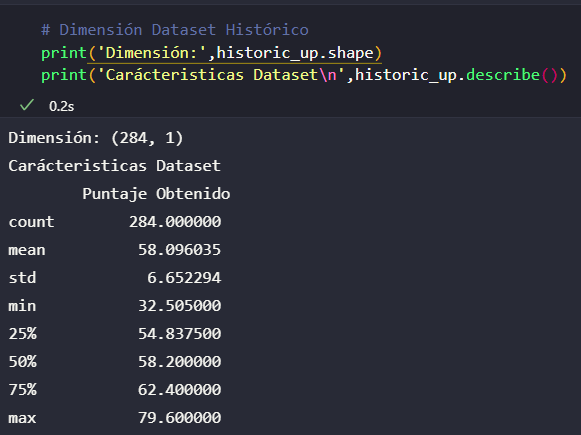 # Dimensión Dataset Histórico
print('Dimensión:',historic_up.shape)
print('Carácteristicas Dataset\n',historic_up.describe())
0.2s
Dimensión: (284, 1)
Carácteristicas Dataset
Puntaje Obtenido
count 284.000000
mean 58.096035
std 6.652294
min 32.505000
25% 54.837500
50% 58.200000
75% 62.400000
max 79.600000